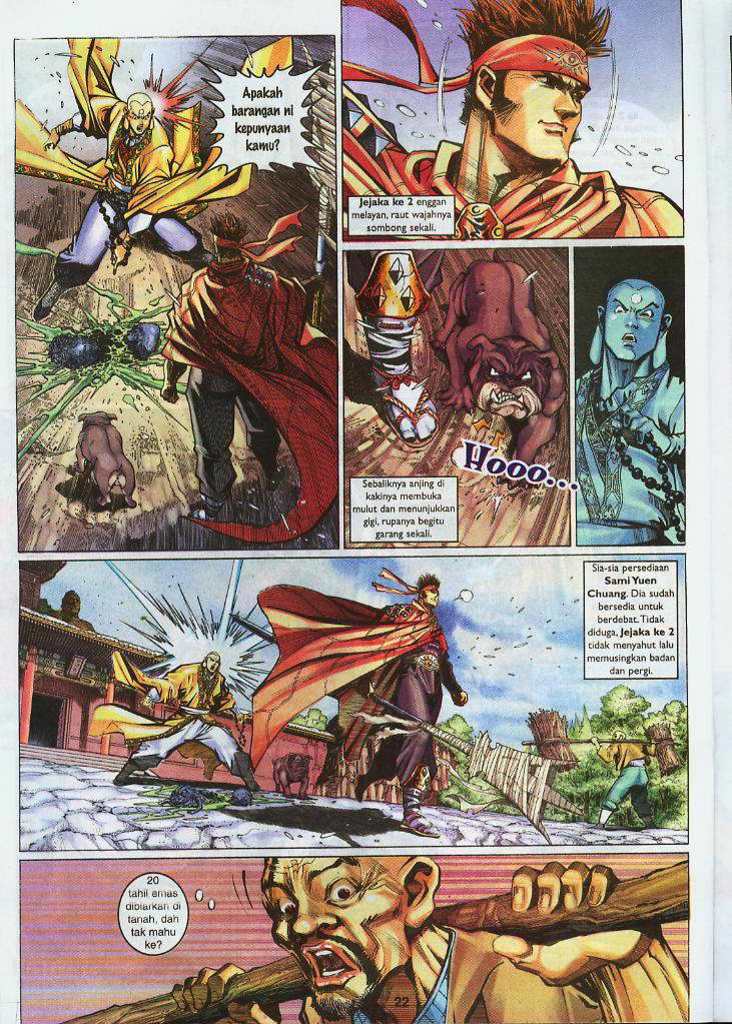 Apakah
barangan ni
kepunyaan
kamu?
Jejaka ke 2 enggan
melayan, raut wajahnya
sombong sekali.
Hooo...
Sebaliknya anjing di
kakinya membuka
mulut dan menunjukkan
gigi, rupanya begitu
garang sekali.
Sia-sia persediaan
Sami Yuen
Chuang. Dia sudah
bersedia untuk
berdebat. Tidak
diduga, Jejaka ke 2
tidak menyahut lalu
memusingkan badan
dan pergi.
20
tahil emas
dibiarkan di
tanah, dah
tak mahu
ke?
22